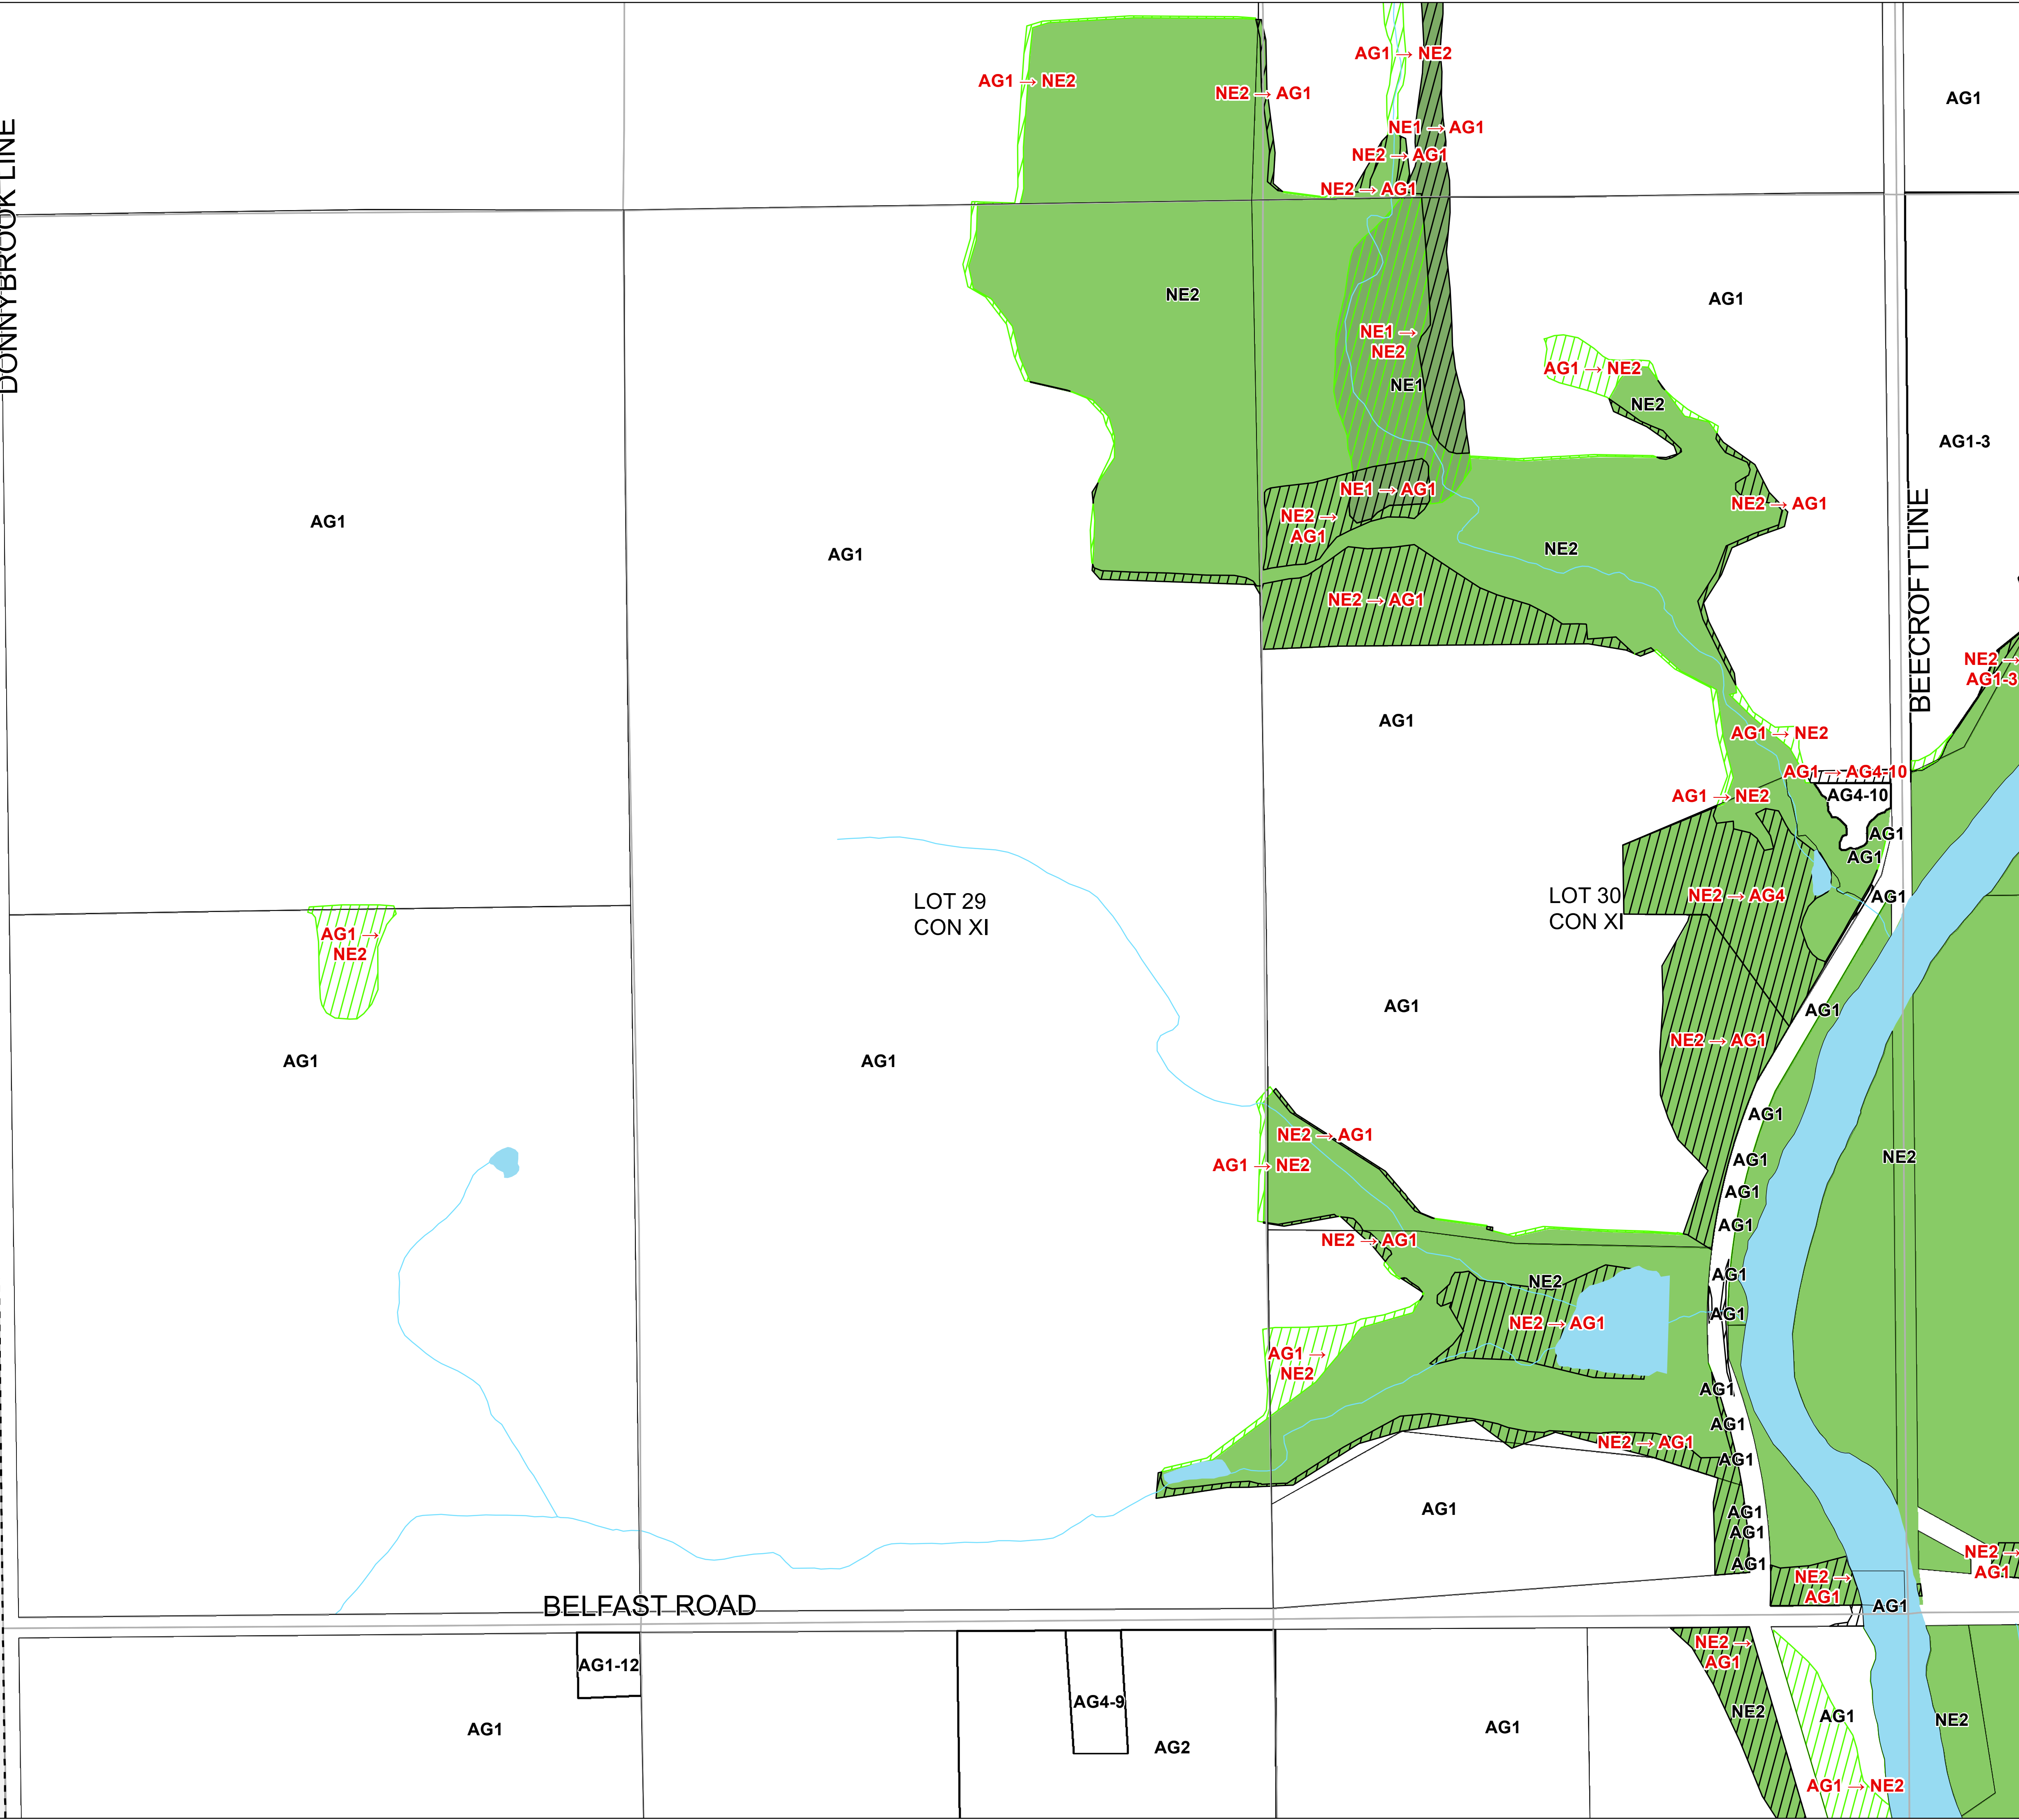 AG1 → NE2
AG1 → NE2
NE2 → AG1
AG1
NE1 → AG1
NE2 → AG1
NE2 → AG1
DONNYBROOK LINE
NE2
AG1
NE1 →
NE2
AG1 → NE2
NE1
NE2
AG1-3
NE1 → AG1
NE2 → AG1
NE2 →
AG1
AG1
AG1
NE2
NE2 → AG1
BEECROFT LINE
NE2 →
AG1-3
AG1
AG1 → NE2
AG1 → AG4-10
AG1 → NE2
AG4-10
AG1
AG1
LOT 29
CON XI
LOT 30
CON XI
NE2 → AG4
AG1
AG1 →
NE2
AG1
AG1
AG1
AG1
NE2 → AG1
AG1
NE2 → AG1
AG1 → NE2
AG1
NE2
AG1
AG1
NE2 → AG1
NE2
AG1
NE2 → AG1
AG1
AG1 →
NE2
AG1
AG1
NE2 → AG1
AG1
AG1
AG1
AG1
AG1
NE2 →
AG1
NE2 →
AG1
BELFAST ROAD
AG1
NE2 →
AG1
AG1-12
AG4-9
NE2
AG1
NE2
AG1
AG2
AG1
AG1 → NE2